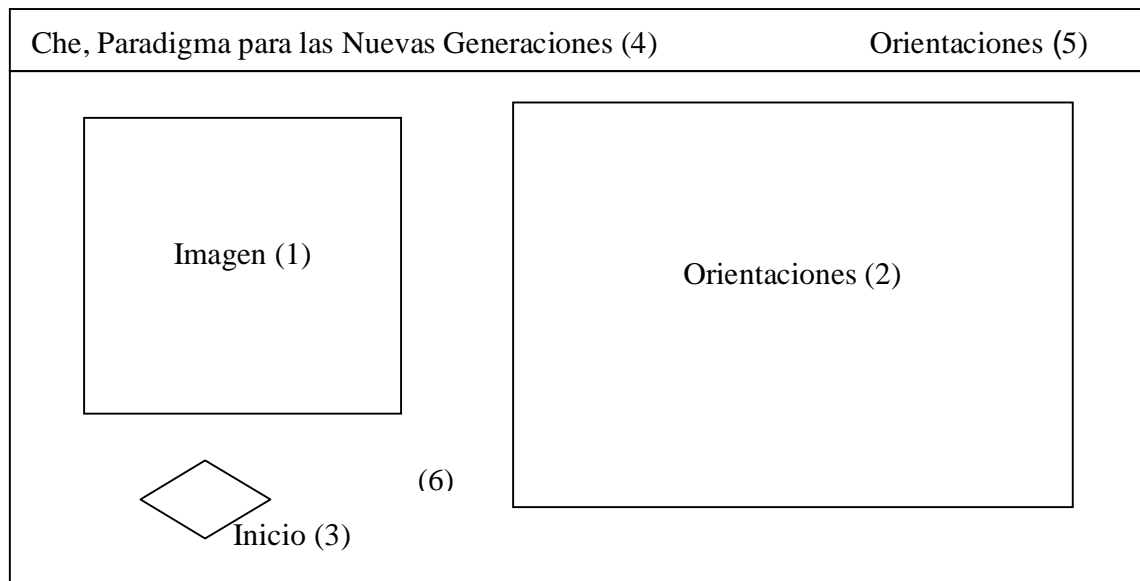 Che, Paradigma para las Nuevas Generaciones (4) Orientaciones (5)
Imagen (1)
Orientaciones (2)
(6)
Inicio (3)